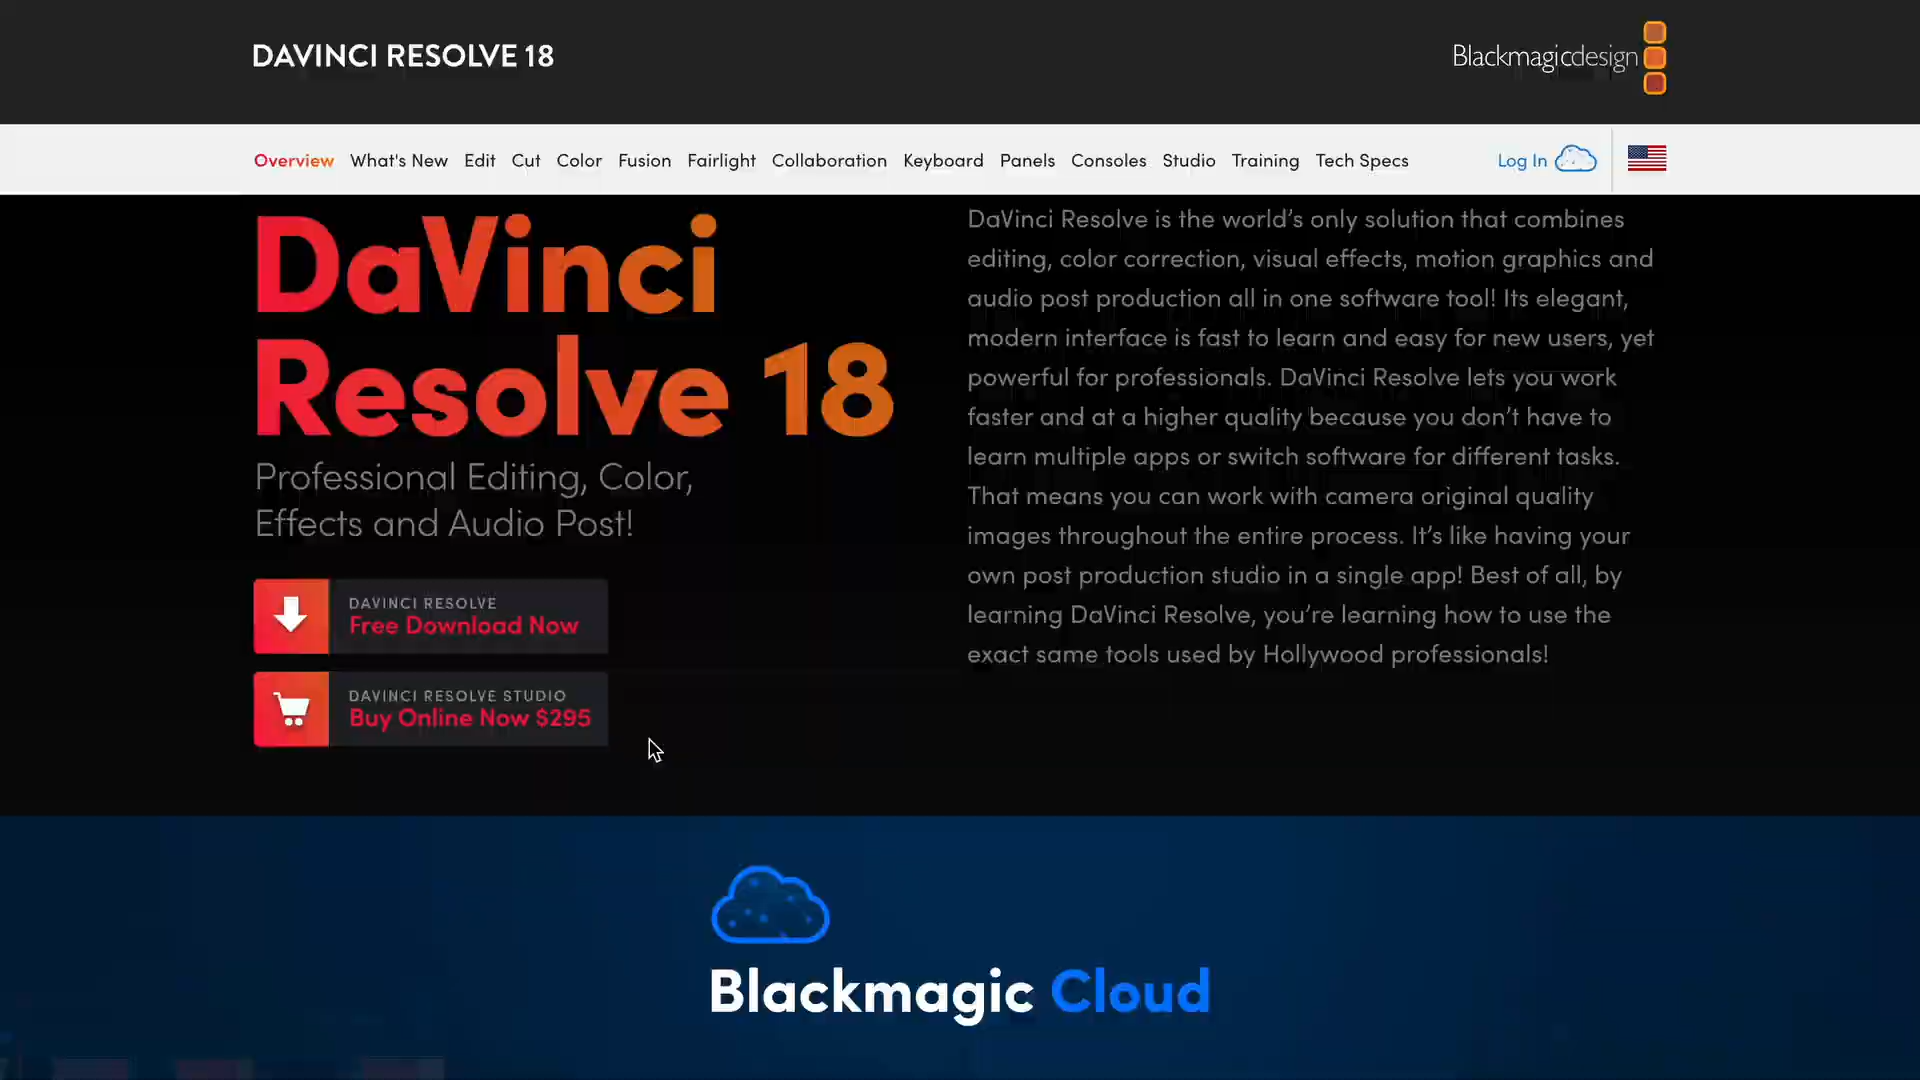 DAVINCI RESOLVE 18
Blackmagicdesign
Overview What's New Edit Cut Color Fusion Fairlight Collaboration Keyboard Panels Consoles Studio Training Tech Specs Log In
DaVinci
Resolve 18
Professional Editing, Color,
Effects and Audio Post!
DAVINCI RESOLVE
Free Download Now
DAVINCI RESOLVE STUDIO
Buy Online Now $295
DaVinci Resolve is the world’s only solution that combines
editing, color correction, visual effects, motion graphics and
audio post production all in one software tool! Its elegant,
modern interface is fast to learn and easy for new users, yet
powerful for professionals. DaVinci Resolve lets you work
faster and at a higher quality because you don’t have to
learn multiple apps or switch software for different tasks.
That means you can work with camera original quality
images throughout the entire process. It’s like having your
own post production studio in a single app! Best of all, by
learning DaVinci Resolve, you’re learning how to use the
exact same tools used by Hollywood professionals!
Blackmagic Cloud